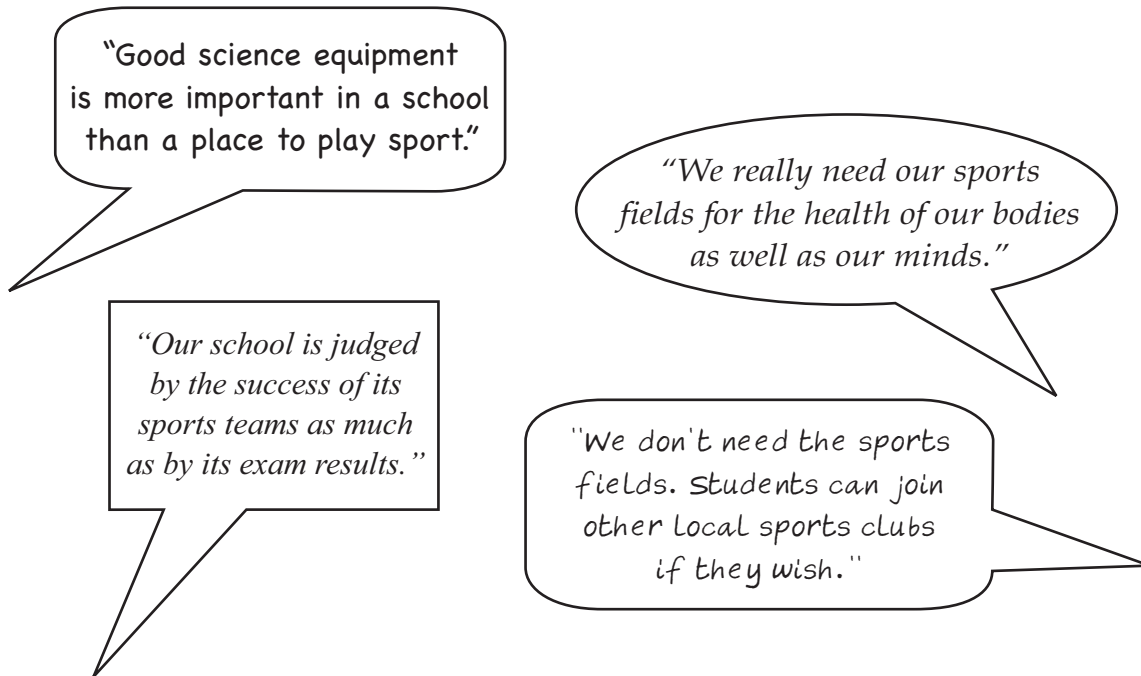 “Good science equipment
is more important in a school
than a place to play sport.”
“We really need our sports
fields for the health of our bodies
as well as our minds.”
“Our school is judged
by the success of its
sports teams as much
as by its exam results.”
"We don't need the sports
fields. Students can join
other local sports clubs
if they wish."